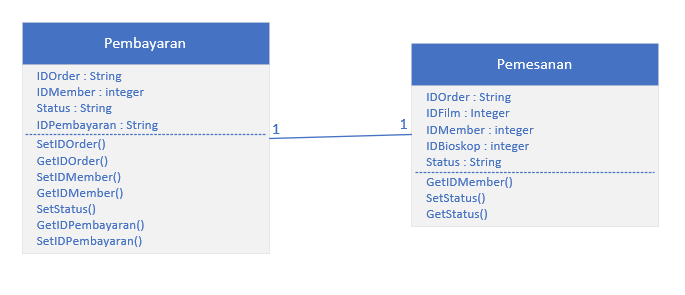 Pembayaran
IDOrder : String
IDMember : integer
Status : String
IDPembayaran : String
SetIDOrder()
GetIDOrder()
SetIDMember()
GetIDMember()
SetStatus()
GetIDPembayaran()
SetIDPembayaran()
1
1
Pemesanan
IDOrder : String
IDFilm : Integer
IDMember : integer
IDBioskop : integer
Status : String
GetIDMember()
SetStatus()
GetStatus()